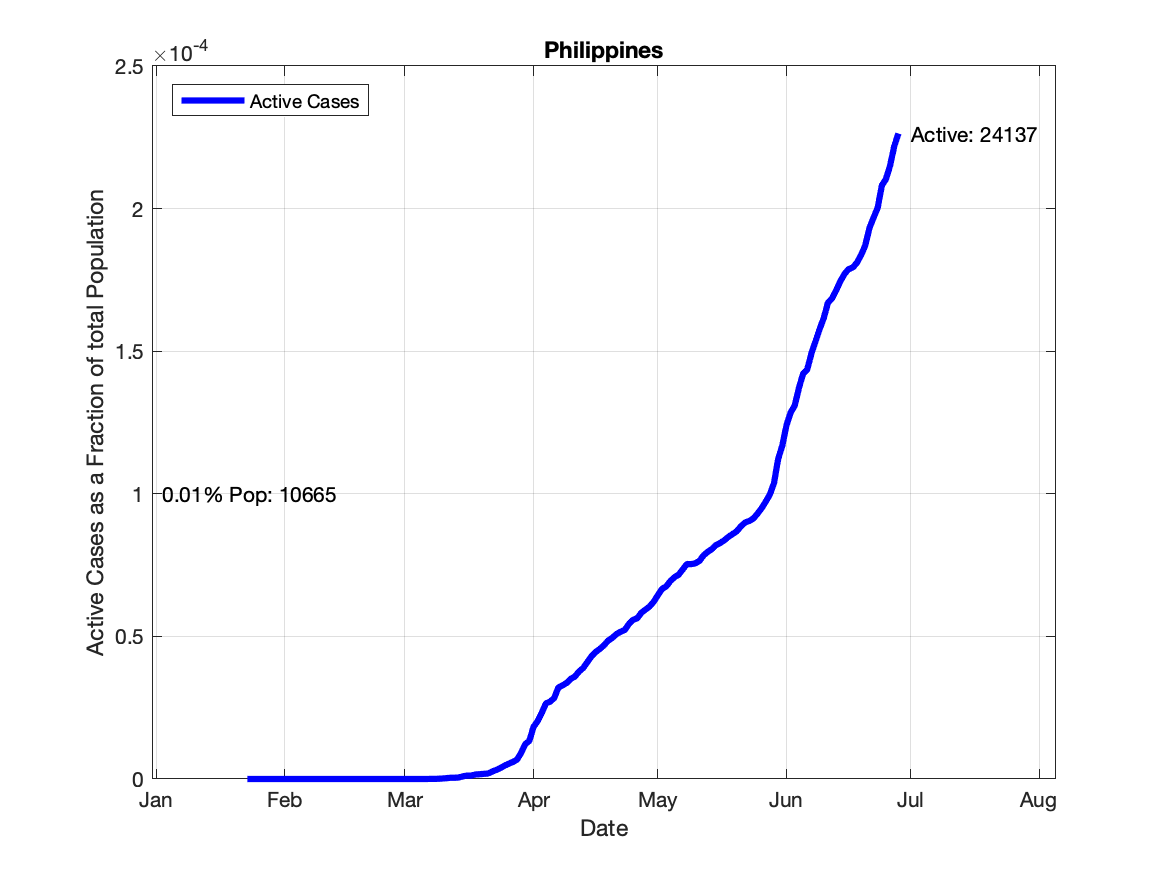 Philippines
×10-4
2.5
2
1.5
1
0.5
0
Active Cases
Active: 24137
0.01% Pop: 10665
Active Cases as a Fraction of total Population
Jan Feb Mar Apr May Jun Jul Aug
Date